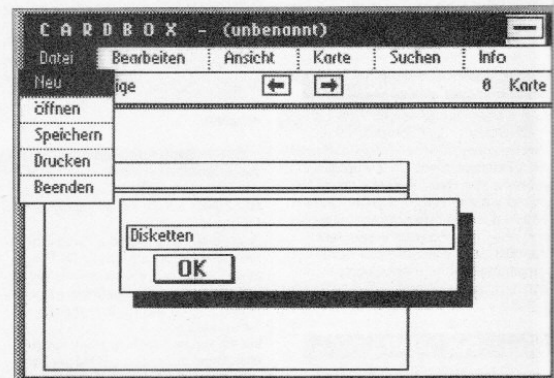 C A R D B O X - (unbenannt)
Datei Bearbeiten Ansicht Karte Suchen Info
Neu ige 0 Karte
öffnen
Speichern
Drucken
Beenden
Disketten
OK